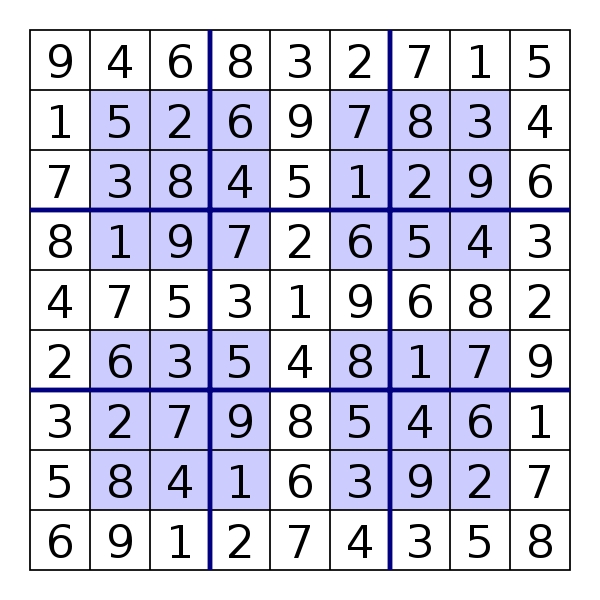 9 4 6 8 3 2 7 1 5
1 5 2 6 9 7 8 3 4
7 3 8 4 5 1 2 9 6
8 1 9 7 2 6 5 4 3
4 7 5 3 1 9 6 8 2
2 6 3 5 4 8 1 7 9
3 2 7 9 8 5 4 6 1
5 8 4 1 6 3 9 2 7
6 9 1 2 7 4 3 5 8